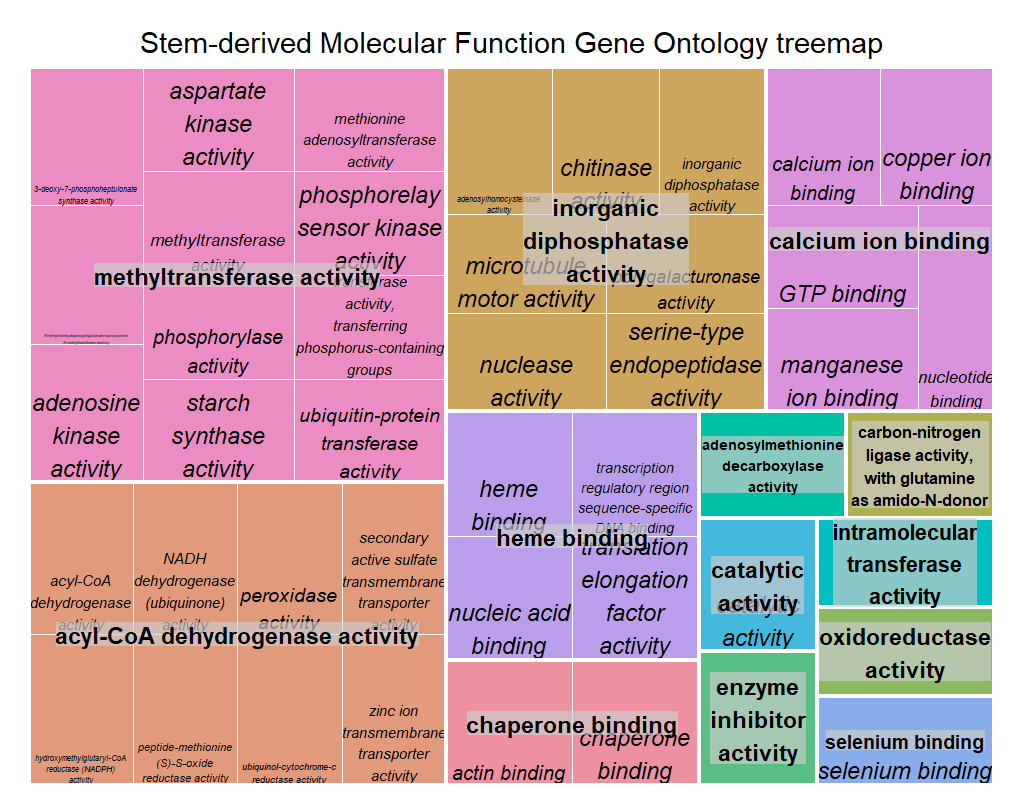 Stem-derived Molecular Function Gene Ontology treemap
3-deoxy-7-phosphoheptulonate
synthase activity
aspartate
kinase
activity
methionine
adenosyltransferase
activity
methyltransferase
activity
phosphorelay
sensor kinase
activity
methyltransferase activity
adenosine
kinase
activity
phosphorylase
activity
transferase
activity,
transferring
phosphorus-containing
groups
starch
synthase
activity
ubiquitin-protein
transferase
activity
adenosylhomocysteinase
activity
chitinase
activity
inorganic
diphosphatase
activity
inorganic
diphosphatase
activity
microtubule
motor activity
polygalacturonase
activity
nuclease
activity
serine-type
endopeptidase
activity
calcium ion
binding
copper ion
binding
calcium ion binding
GTP binding
manganese
ion binding
nucleotide
binding
acyl-CoA
dehydrogenase
activity
NADH
dehydrogenase
(ubiquinone)
activity
peroxidase
activity
secondary
active sulfate
transmembrane
transporter
activity
acyl-CoA dehydrogenase activity
hydroxymethylglutaryl-CoA
reductase (NADPH)
activity
peptide-methionine
(S)-S-oxide
reductase activity
ubiquinol-cytochrome-c
reductase activity
zinc ion
transmembrane
transporter
activity
heme
binding
transcription
regulatory region
sequence-specific
DNA binding
heme binding
nucleic acid
binding
translation
elongation
factor
activity
chaperone binding
actin binding
chaperone
binding
adenosylmethionine
decarboxylase
activity
carbon-nitrogen
ligase activity,
with glutamine
as amido-N-donor
catalytic
activity
catalytic
activity
intramolecular
transferase
activity
oxidoreductase
activity
enzyme
inhibitor
activity
selenium binding
selenium binding